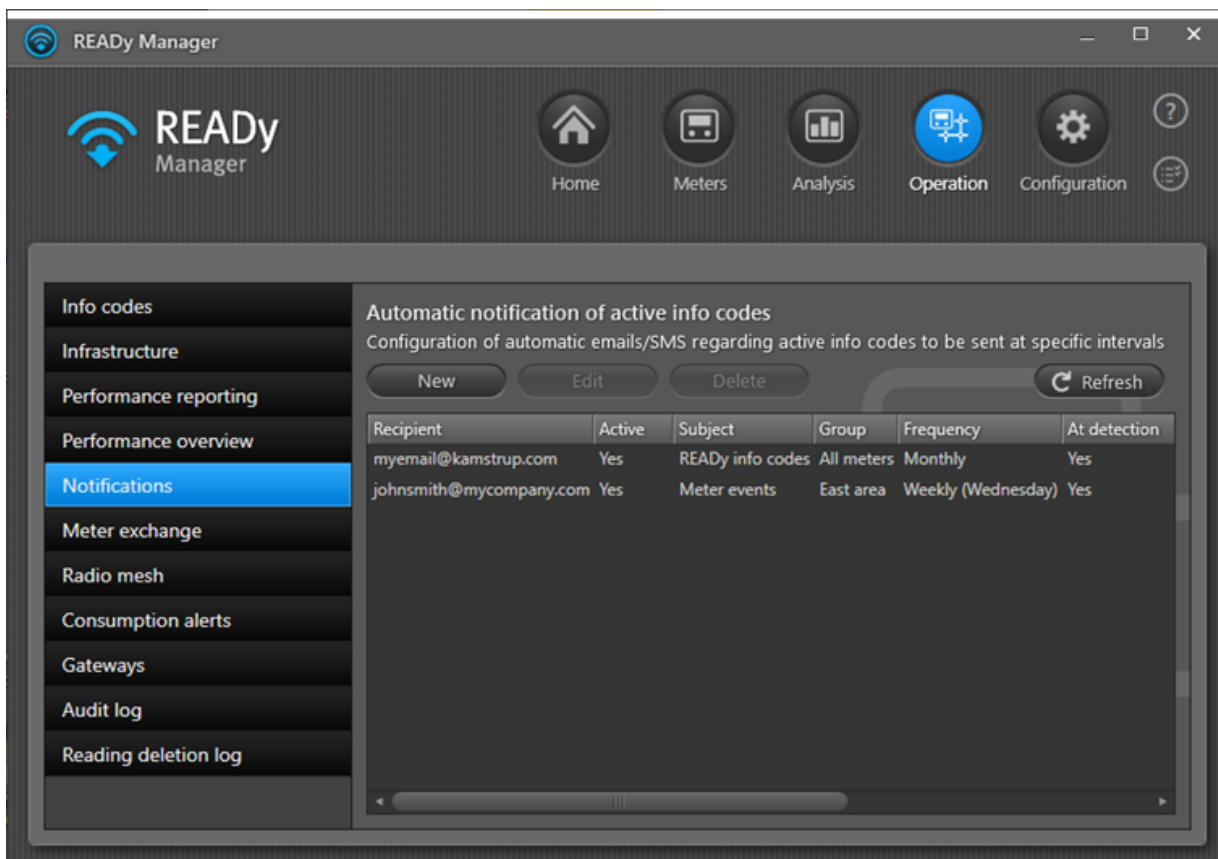 READy Manager
READy
Manager
Home Meters Analysis Operation Configuration
?
Info codes
Infrastructure
Performance reporting
Performance overview
Notifications
Meter exchange
Radio mesh
Consumption alerts
Gateways
Audit log
Reading deletion log
Automatic notification of active info codes
Configuration of automatic emails/SMS regarding active info codes to be sent at specific intervals
New Edit Delete Refresh
Recipient Active Subject Group Frequency At detection
myemail@kamstrup.com Yes READy info codes All meters Monthly Yes
johnsmith@mycompany.com Yes Meter events East area Weekly (Wednesday) Yes